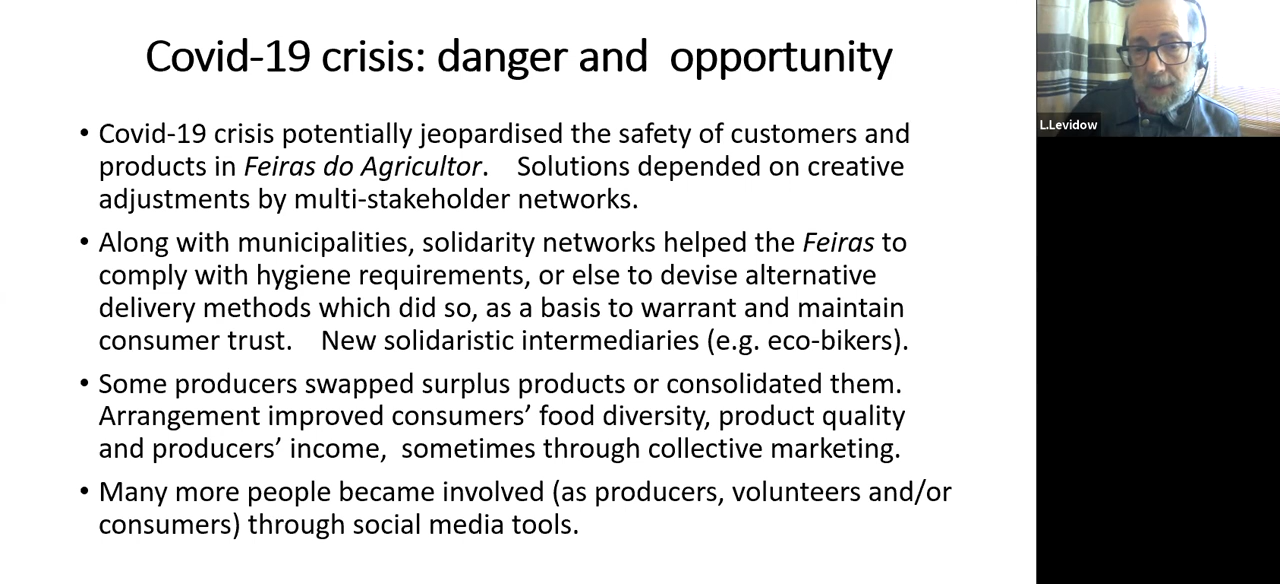 Covid-19 crisis: danger and  opportunity
L.Levidow
• Covid-19 crisis potentially jeopardised the safety of customers and
products in Feiras do Agricultor.    Solutions depended on creative
adjustments by multi-stakeholder networks.
• Along with municipalities, solidarity networks helped the Feiras to
comply with hygiene requirements, or else to devise alternative
delivery methods which did so, as a basis to warrant and maintain
consumer trust.    New solidaristic intermediaries (e.g. eco-bikers).
• Some producers swapped surplus products or consolidated them.
Arrangement improved consumers’ food diversity, product quality
and producers’ income,  sometimes through collective marketing.
• Many more people became involved (as producers, volunteers and/or
consumers) through social media tools.